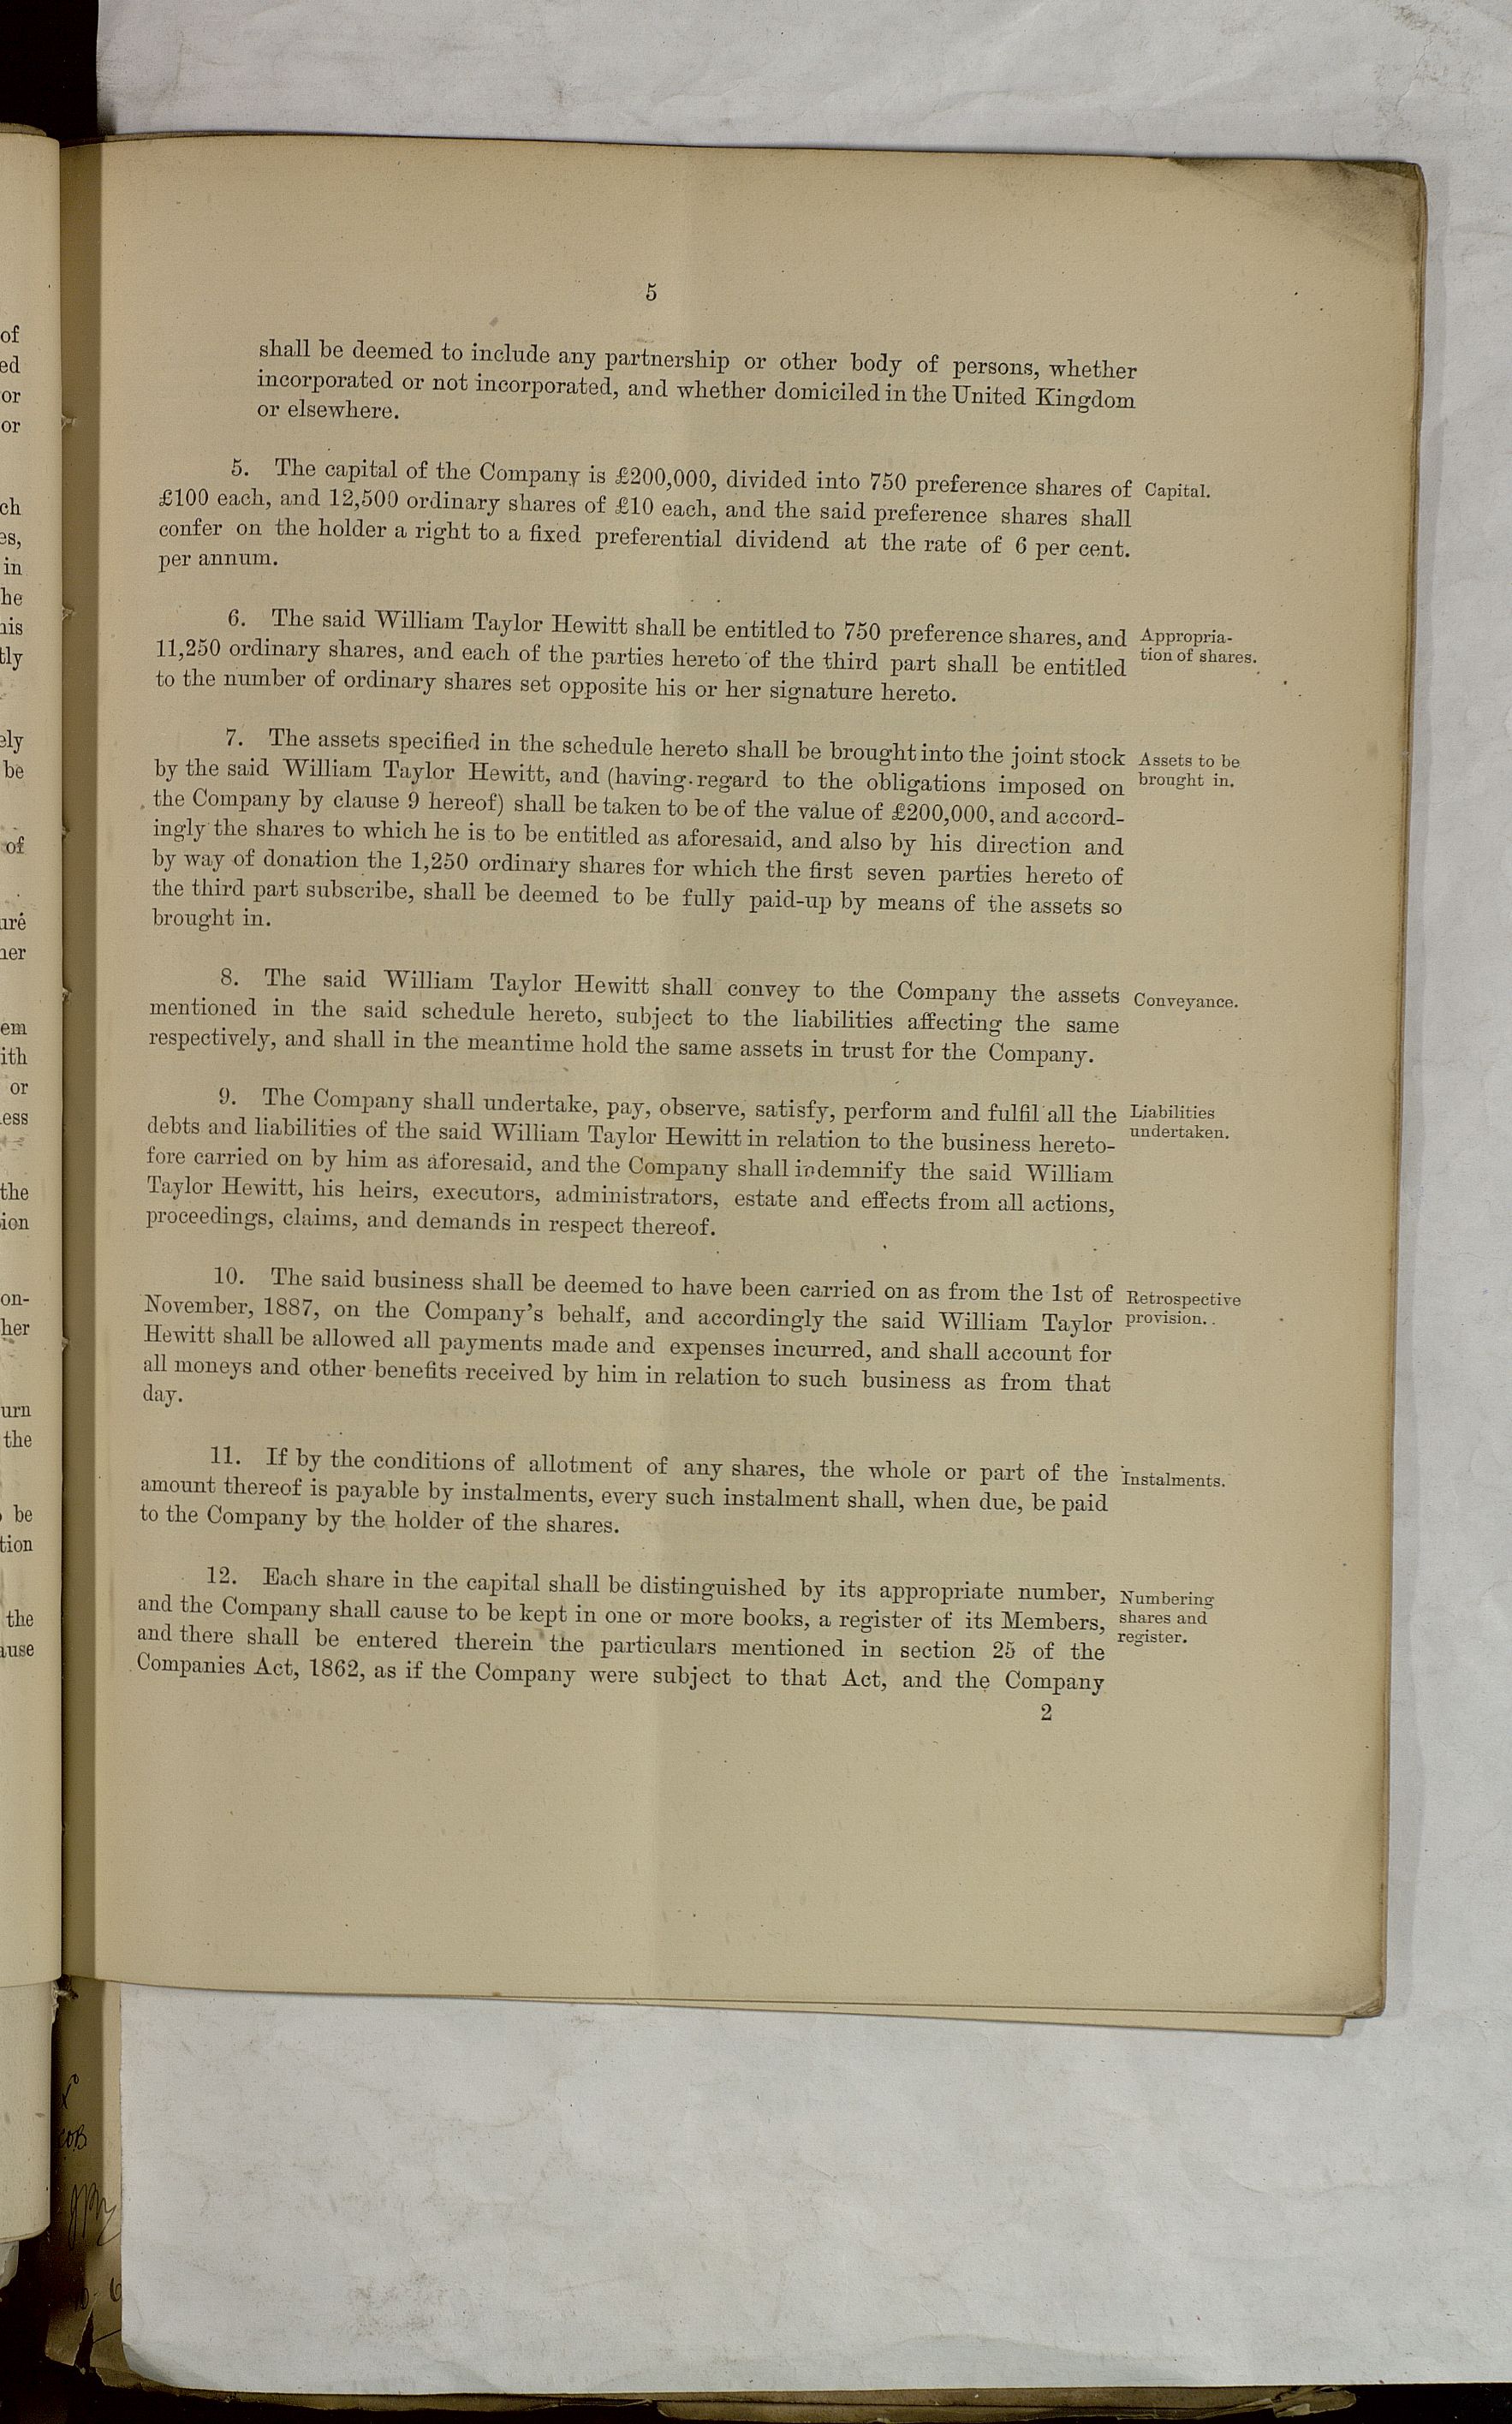 5
shall be deemed to include any partnership or other body of persons, whether
incorporated or not incorporated, and whether domiciled in the United Kingdom
or elsewhere.
5. The capital of the Company is £200,000, divided into 750 preference shares of
£100 each, and 12,500 ordinary shares of £10 each, and the said preference shares shall
confer on the holder a right to a fixed preferential dividend at the rate of 6 per cent.
per annum.
Capital.
6. The said William Taylor Hewitt shall be entitled to 750 preference shares, and
11,250 ordinary shares, and each of the parties hereto of the third part shall be entitled
to the number of ordinary shares set opposite his or her signature hereto.
Appropria-
tion of shares.
7. The assets specified in the schedule hereto shall be brought into the joint stock
by the said William Taylor Hewitt, and (having regard to the obligations imposed on
the Company by clause 9 hereof) shall be taken to be of the value of £200,000, and accord-
ingly the shares to which he is to be entitled as aforesaid, and also by his direction and
by way of donation the 1,250 ordinary shares for which the first seven parties hereto of
the third part subscribe, shall be deemed to be fully paid-up by means of the assets so
brought in.
Assets to be
brought in.
8. The said William Taylor Hewitt shall convey to the Company the assets
mentioned in the said schedule hereto, subject to the liabilities affecting the same
respectively, and shall in the meantime hold the same assets in trust for the Company.
Conveyance.
9. The Company shall undertake, pay, observe, satisfy, perform and fulfil all the
debts and liabilities of the said William Taylor Hewitt in relation to the business hereto-
fore carried on by him as aforesaid, and the Company shall indemnify the said William
Taylor Hewitt, his heirs, executors, administrators, estate and effects from all actions,
proceedings, claims, and demands in respect thereof.
Liabilities
undertaken.
10. The said business shall be deemed to have been carried on as from the 1st of
November, 1887, on the Company's behalf, and accordingly the said William Taylor
Hewitt shall be allowed all payments made and expenses incurred, and shall account for
all moneys and other benefits received by him in relation to such business as from that
day.
Retrospective
provision.
11. If by the conditions of allotment of any shares, the whole or part of the
amount thereof is payable by instalments, every such instalment shall, when due, be paid
to the Company by the holder of the shares.
Instalments.
12. Each share in the capital shall be distinguished by its appropriate number,
and the Company shall cause to be kept in one or more books, a register of its Members,
and there shall be entered therein the particulars mentioned in section 25 of the
Companies Act, 1862, as if the Company were subject to that Act, and the Company
Numbering
shares and
register.
2